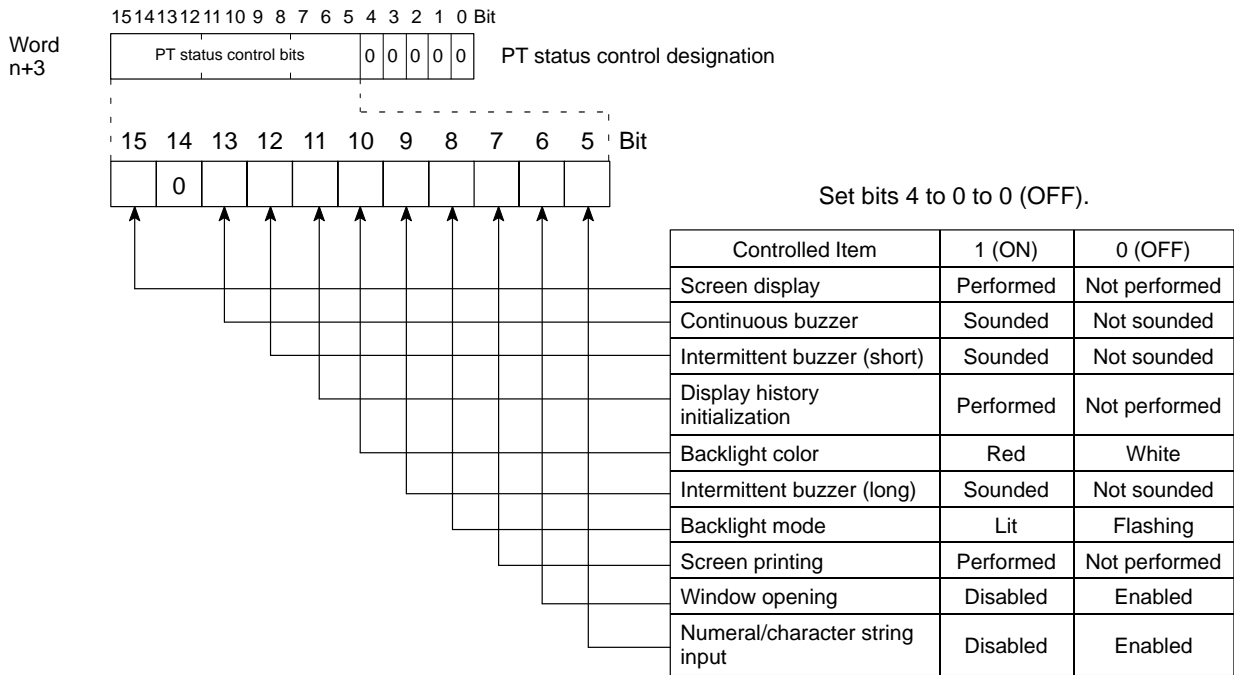 15 14 13 12 11 10 9 8 7 6 5 4 3 2 1 0 Bit
Word
n+3
PT status control bits 0 0 0 0 0 PT status control designation
15 14 13 12 11 10 9 8 7 6 5 Bit
0
Set bits 4 to 0 to 0 (OFF).
Controlled Item 1 (ON) 0 (OFF)
Screen display Performed Not performed
Continuous buzzer Sounded Not sounded
Intermittent buzzer (short) Sounded Not sounded
Display history
initialization Performed Not performed
Backlight color Red White
Intermittent buzzer (long) Sounded Not sounded
Backlight mode Lit Flashing
Screen printing Performed Not performed
Window opening Disabled Enabled
Numeral/character string
input Disabled Enabled